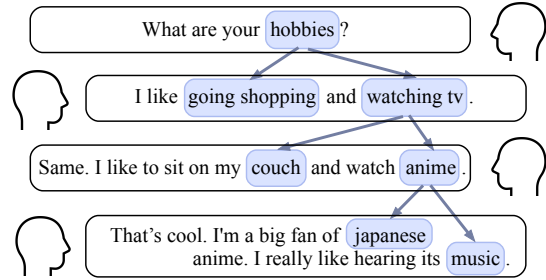 What are your hobbies?
I like going shopping and watching tv.
Same. I like to sit on my couch and watch anime.
That's cool. I'm a big fan of japanese
anime. I really like hearing its music.